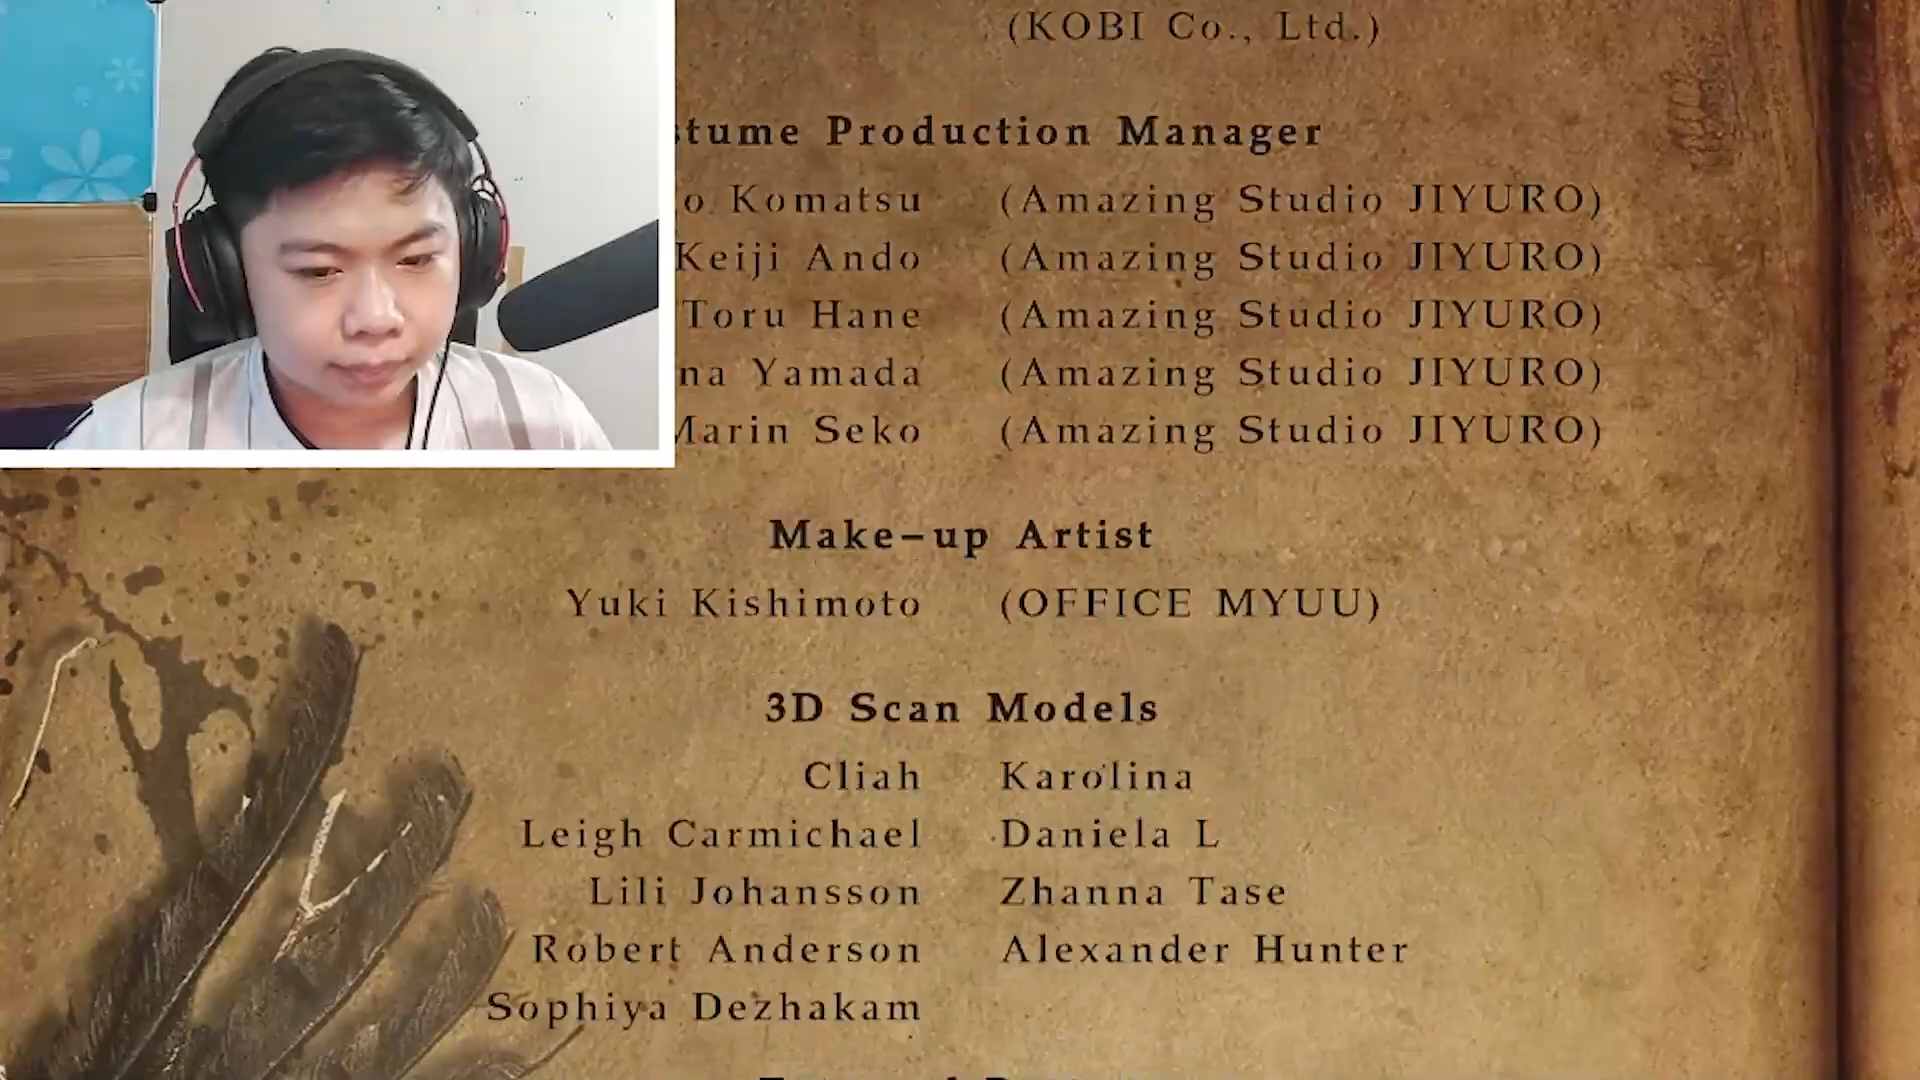 (KOBI Co., Ltd.)
Production Manager
Komatsu (Amazing Studio JIYURO)
Keiji Ando (Amazing Studio JIYURO)
Toru Hane (Amazing Studio JIYURO)
Yamada (Amazing Studio JIYURO)
Marin Seko (Amazing Studio JIYURO)
Make-up Artist
Yuki Kishimoto (OFFICE MYUU)
3D Scan Models
Cliah Karolina
Leigh Carmichael Daniela L
Lili Johansson Zhanna Tase
Robert Anderson Alexander Hunter
Sophiya Dezhakam